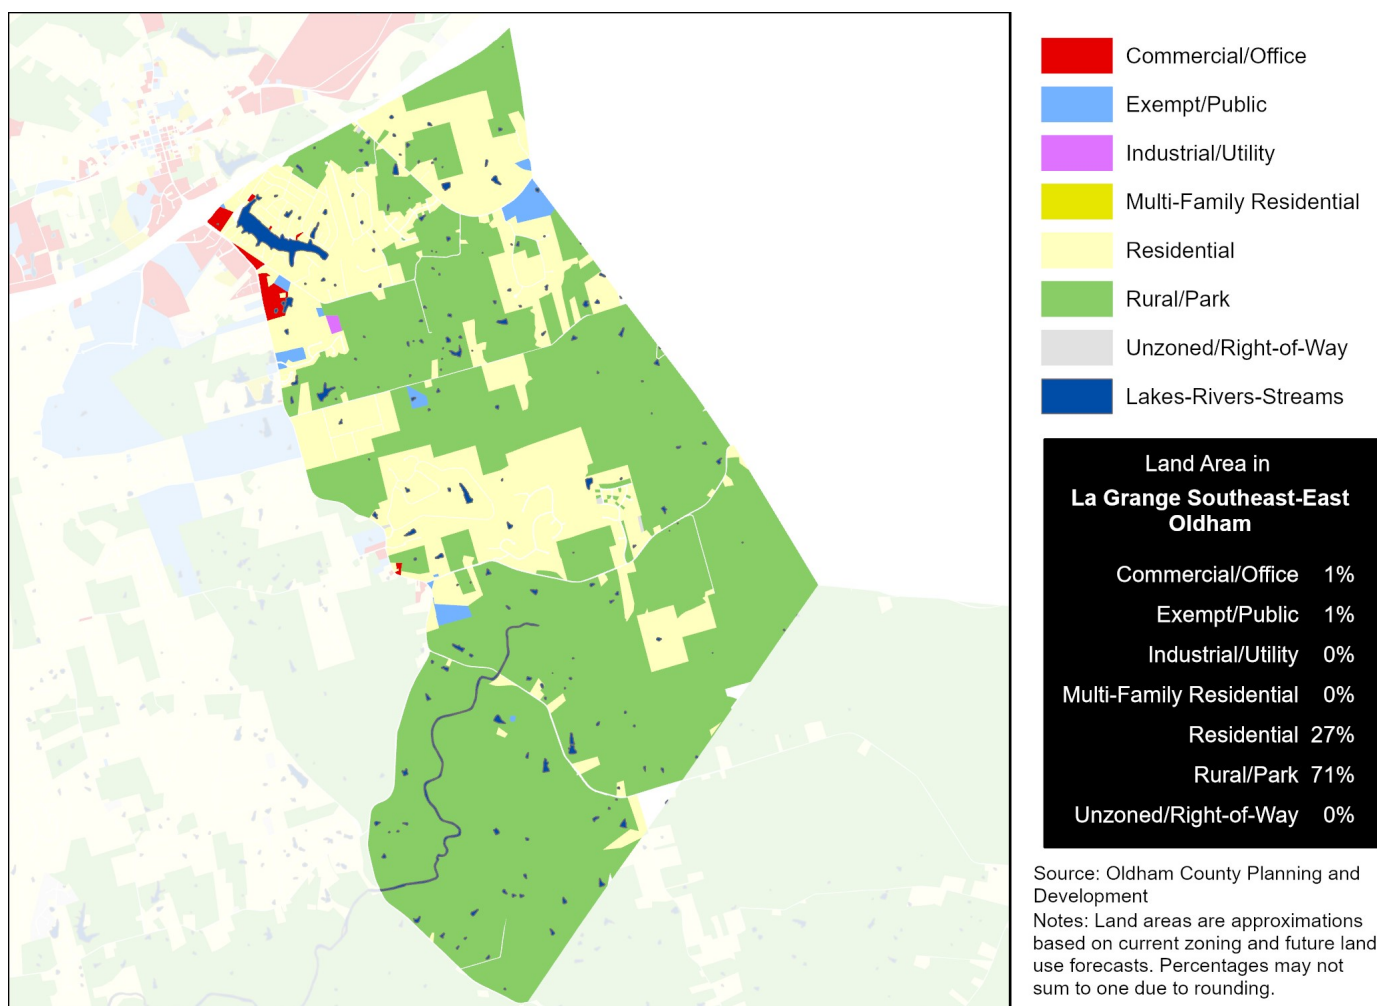 Commercial/Office
Exempt/Public
Industrial/Utility
Multi-Family Residential
Residential
Rural/Park
Unzoned/Right-of-Way
Lakes-Rivers-Streams
Land Area in
La Grange Southeast-East
Oldham
Commercial/Office 1%
Exempt/Public 1%
Industrial/Utility 0%
Multi-Family Residential 0%
Residential 27%
Rural/Park 71%
Unzoned/Right-of-Way 0%
Source: Oldham County Planning and
Development
Notes: Land areas are approximations
based on current zoning and future land
use forecasts. Percentages may not
sum to one due to rounding.